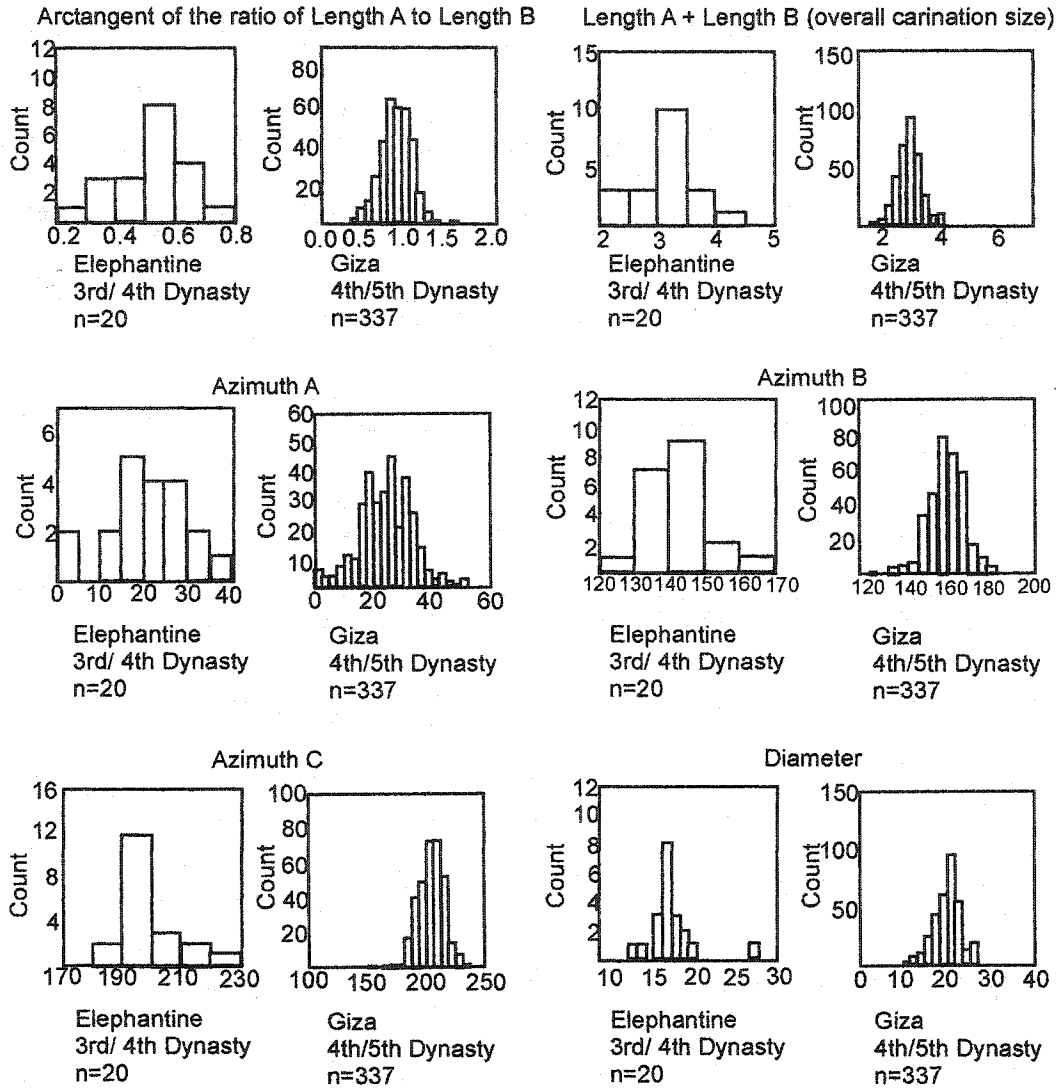 Arctangent of the ratio of Length A to Length B
12
10
8
6
4
2
Count
0.2 0.4 0.6 0.8
Elephantine
3rd/ 4th Dynasty
n=20
80
60
40
20
Count
0.0 0.5 1.0 1.5 2.0
Giza
4th/5th Dynasty
n=337
Length A + Length B (overall carination size)
15
10
5
Count
2 3 4 5
Elephantine
3rd/ 4th Dynasty
n=20
150
100
50
Count
2 4 6
Giza
4th/5th Dynasty
n=337
Azimuth A
6
4
2
Count
0 10 20 30 40
Elephantine
3rd/ 4th Dynasty
n=20
60
50
40
30
20
10
Count
0 20 40 60
Giza
4th/5th Dynasty
n=337
Azimuth B
12
10
8
6
4
2
Count
120 130 140 150 160 170
Elephantine
3rd/ 4th Dynasty
n=20
100
80
60
40
20
Count
120 140 160 180 200
Giza
4th/5th Dynasty
n=337
Azimuth C
16
12
8
4
Count
170 190 210 230
Elephantine
3rd/ 4th Dynasty
n=20
100
80
60
40
20
Count
100 150 200 250
Giza
4th/5th Dynasty
n=337
Diameter
12
10
8
6
4
2
Count
10 15 20 25 30
Elephantine
3rd/ 4th Dynasty
n=20
150
100
50
Count
0 10 20 30 40
Giza
4th/5th Dynasty
n=337